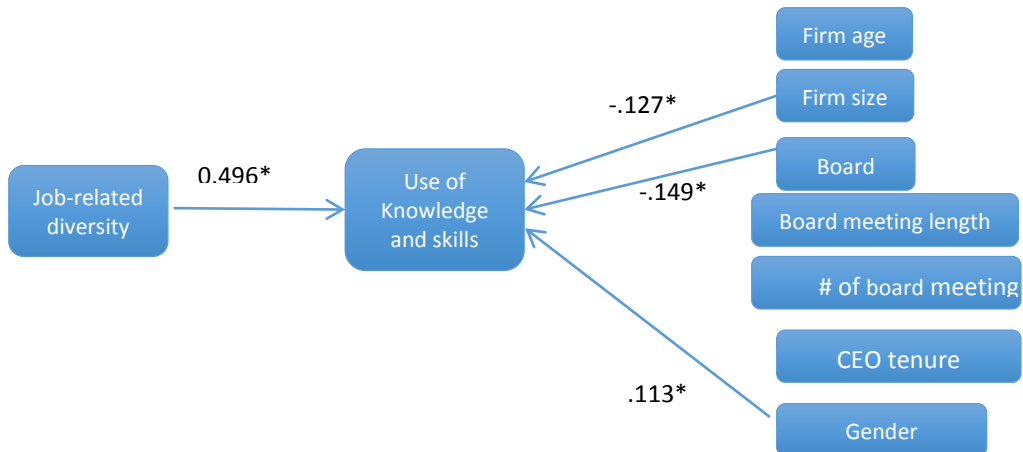 Firm age
-.127*
Firm size
0.496*
Job-related
diversity
Use of
Knowledge
and skills
-.149*
Board
Board meeting length
# of board meeting
CEO tenure
.113*
Gender